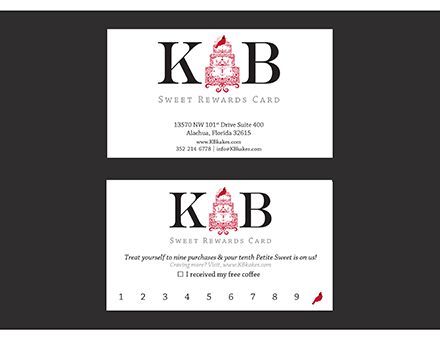 K B
SWEET REWARDS CARD
13570 NW 101st Drive Suite 400
Alachua, Florida 32615
www.KBkakes.com
352 214 6778 | info@KBkakes.com
K B
SWEET REWARDS CARD
Treat yourself to nine purchases & your tenth Petite Sweet is on us!
Craving more? Visit, www.KBkakes.com
I received my free coffee
1 2 3 4 5 6 7 8 9